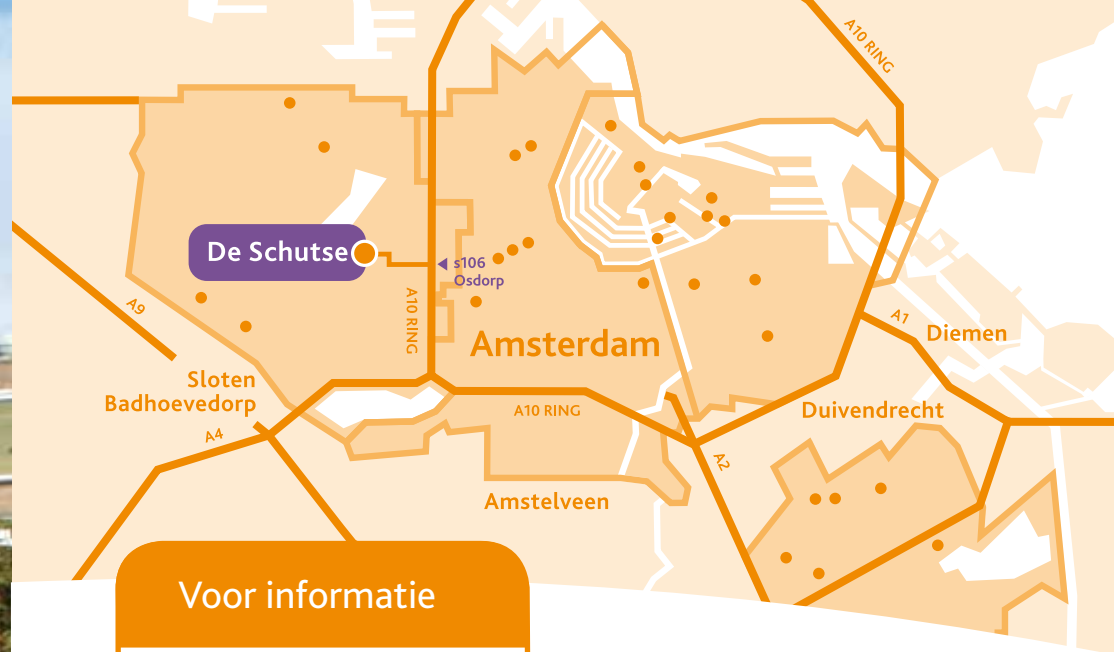 A10 RING
De Schutse
s106
Osdorp
A9
A10 RING
Amsterdam
A1
Diemen
Sloten
Badhoevedorp
A10 RING
Duivendrecht
A4
A2
Amstelveen
Voor informatie